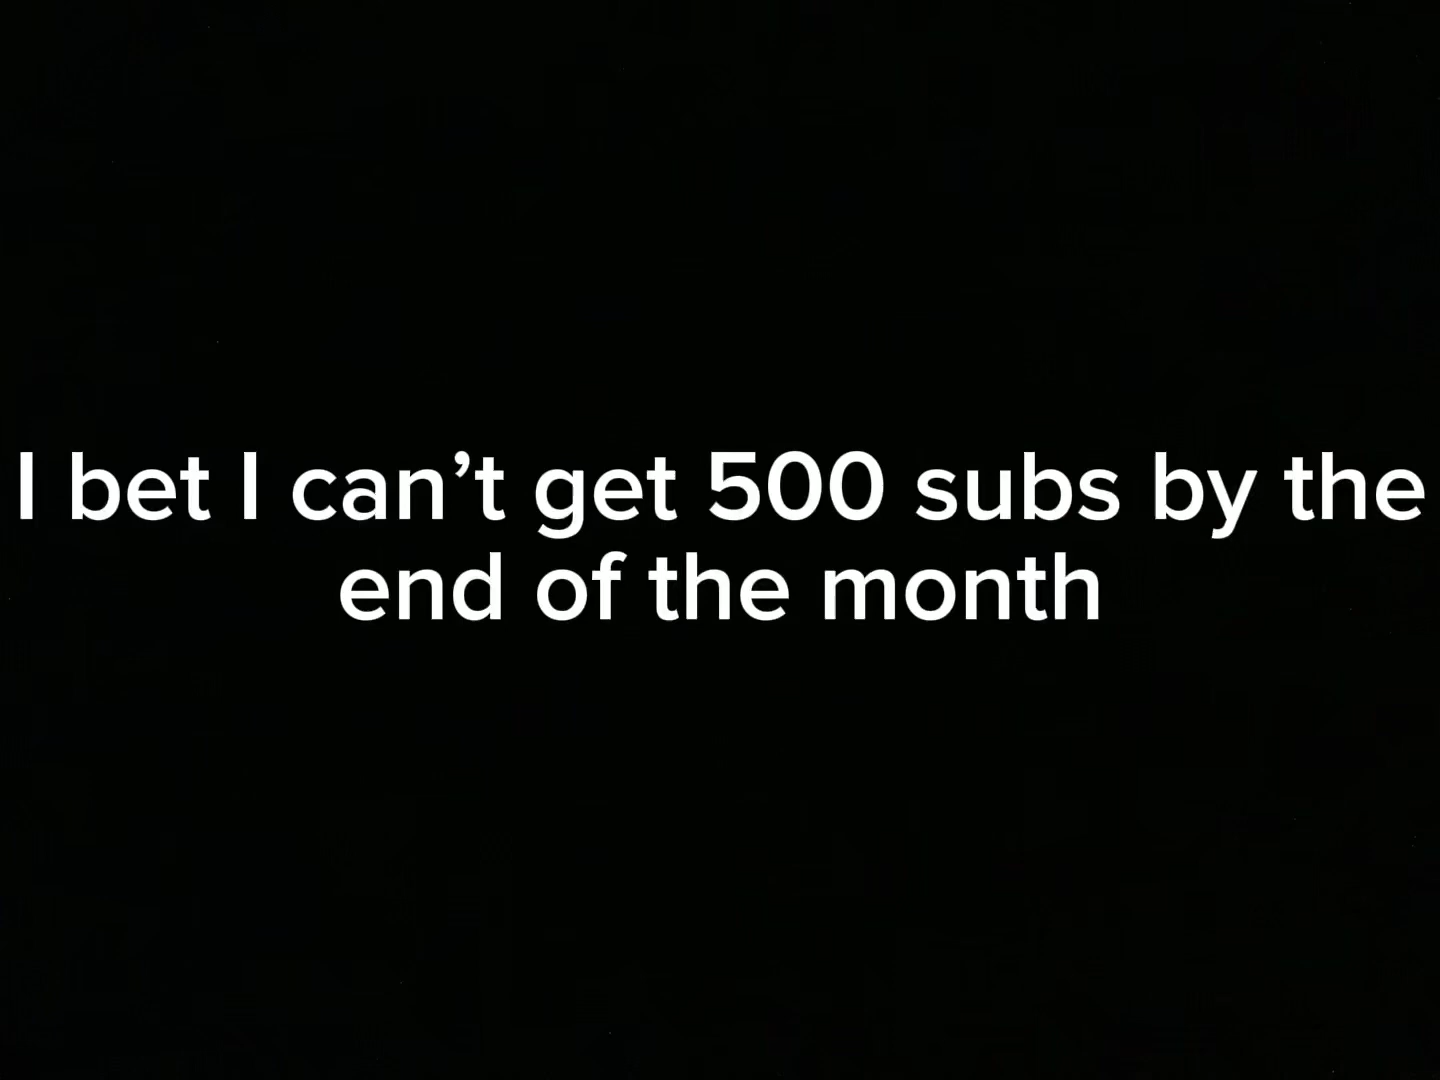 I bet I can’t get 500 subs by the
end of the month